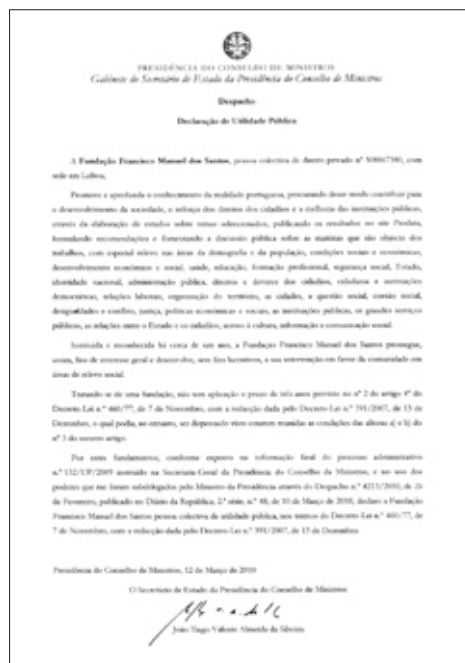 PRESIDÊNCIA DO CONSELHO DE MINISTROS
Gabinete do Secretário de Estado da Presidência do Conselho de Ministros
Despacho
Declaração de Utilidade Pública
A Fundação Francisco Manuel dos Santos, pessoa colectiva de direito privado nº, com
sede em Lisboa,
Promove e aprofunda o conhecimento da realidade portuguesa, procurando desse modo contribuir para
o desenvolvimento da sociedade, o reforço dos direitos dos cidadãos e a melhoria das instituições públicas,
através da elaboração de estudos sobre temas seleccionados, publicando os resultados no site Pordata,
formulando recomendações e fomentando a discussão pública sobre as matérias que são objecto dos
trabalhos, com especial relevo nas áreas da demografia e da população, condições sociais e económicas,
desenvolvimento económico e social, saúde, educação, formação profissional, segurança social, Estado,
identidade nacional, administração pública, direitos e deveres dos cidadãos, cidadania e instituições
democráticas, relações laborais, organização do território, as cidades, a questão social, coesão social,
desigualdades e conflito, justiça, políticas económicas e sociais, as instituições públicas, os grandes serviços
públicos, as relações entre o Estado e os cidadãos, acesso à cultura, informação e comunicação social.
Instituída e reconhecida há cerca de um ano, a Fundação Francisco Manuel dos Santos prossegue,
assim, fins de interesse geral e desenvolve, sem fins lucrativos, a sua intervenção em favor da comunidade em
áreas de relevo social.
Tratando-se de uma fundação, não tem aplicação o prazo de três anos previsto no nº 2 do artigo 4º do
Decreto-Lei n.º 460/77, de 7 de Novembro, com a redacção dada pelo Decreto-Lei n.º 391/2007, de 13 de
Dezembro, o qual podia, no entanto, ser dispensado visto estarem reunidas as condições das alíneas a) e b) do
nº 3 do mesmo artigo.
Por estes fundamentos, conforme exposto na informação final do processo administrativo
n.º 132/UP/2009 instruído na Secretaria-Geral da Presidência do Conselho de Ministros, e no uso dos
poderes que me foram subdelegados pelo Ministro da Presidência através do Despacho n.º 4213/2010, de 26
de Fevereiro, publicado no Diário da República, 2.ª série, n.º 48, de 10 de Março de 2010, declaro a Fundação
Francisco Manuel dos Santos pessoa colectiva de utilidade pública, nos termos do Decreto-Lei n.º 460/77, de
7 de Novembro, com a redacção dada pelo Decreto-Lei n.º 391/2007, de 13 de Dezembro.
Presidência do Conselho de Ministros, 12 de Março de 2010
O Secretário de Estado da Presidência do Conselho de Ministros
João Tiago Valente Almeida da Silveira